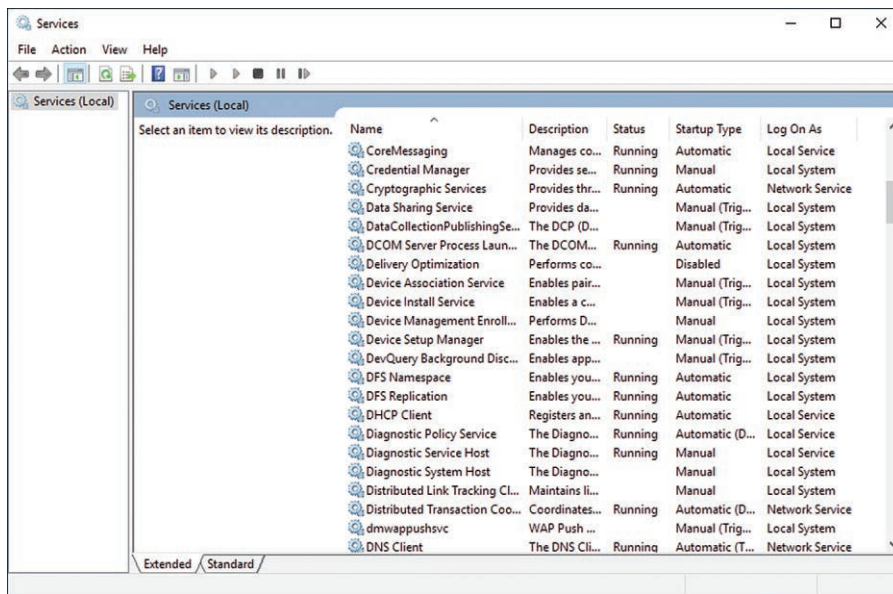 Services
File Action View Help
Services (Local)
Services (Local)
Select an item to view its description.
Name Description Status Startup Type Log On As
CoreMessaging Manages co... Running Automatic Local Service
Credential Manager Provides se... Running Manual Local System
Cryptographic Services Provides thr... Running Automatic Network Service
Data Sharing Service Provides da... Manual (Trig... Local System
DataCollectionPublishingSe... The DCP (D... Manual (Trig... Local System
DCOM Server Process Laun... The DCOM... Running Automatic Local System
Delivery Optimization Performs co... Disabled Local System
Device Association Service Enables pair... Manual (Trig... Local System
Device Install Service Enables a c... Manual (Trig... Local System
Device Management Enroll... Performs D... Manual Local System
Device Setup Manager Enables the ... Running Manual (Trig... Local System
DevQuery Background Disc... Enables app... Manual (Trig... Local System
DFS Namespace Enables you... Running Automatic Local System
DFS Replication Enables you... Running Automatic Local System
DHCP Client Registers an... Running Automatic Local Service
Diagnostic Policy Service The Diagno... Running Automatic (D... Local Service
Diagnostic Service Host The Diagno... Running Manual Local Service
Diagnostic System Host The Diagno... Manual Local System
Distributed Link Tracking Cl... Maintains li... Manual Local System
Distributed Transaction Coo... Coordinates... Running Automatic (D... Network Service
dmwappushsvc WAP Push ... Manual (Trig... Local System
DNS Client The DNS Cli... Running Automatic (T... Network Service
Extended Standard